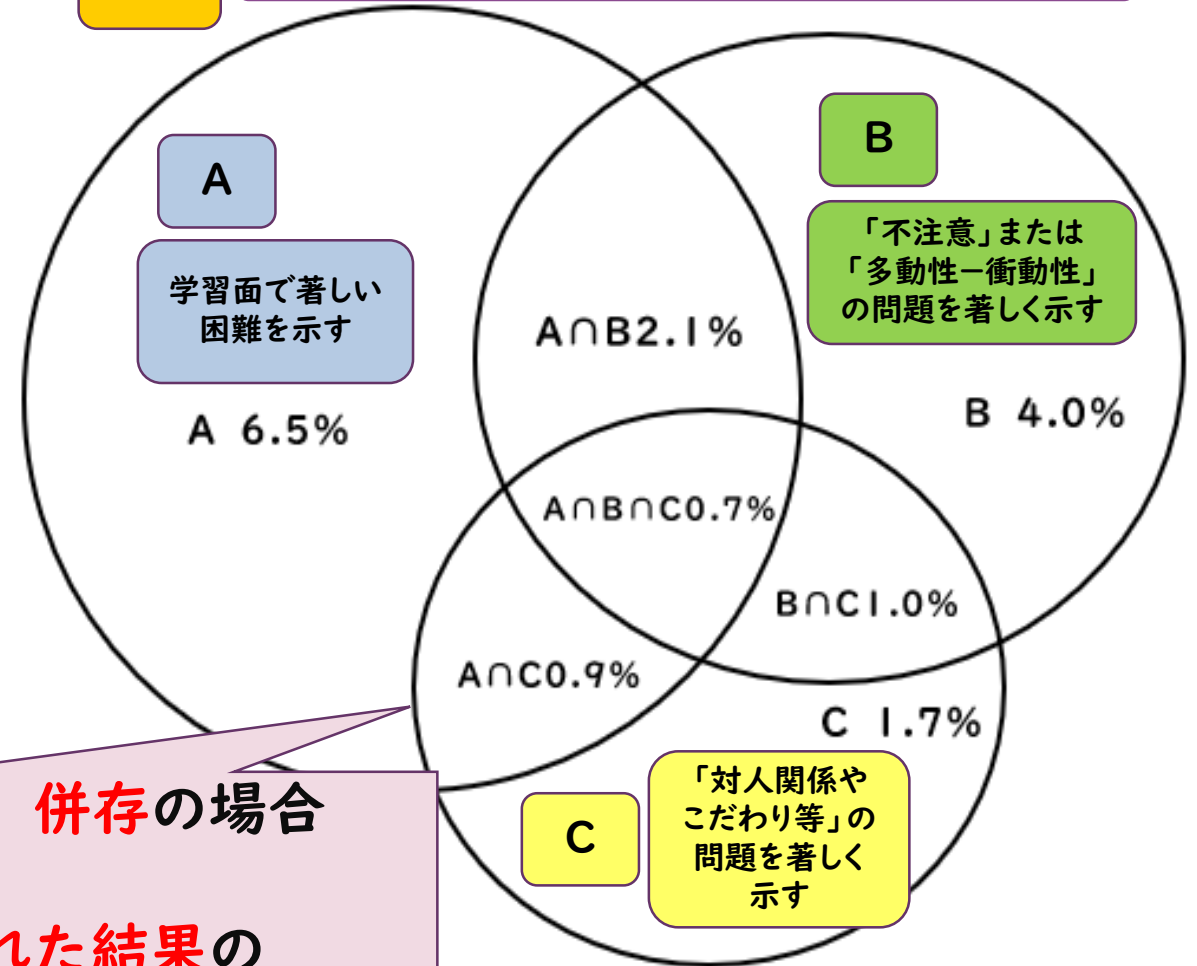 A
学習面で著しい
困難を示す
A 6.5%
B
「不注意」または
「多動性－衝動性」
の問題を著しく示す
B 4.0%
A∩B2.1%
A∩B∩C0.7%
B∩C1.0%
A∩C0.9%
C 1.7%
C
「対人関係や
こだわり等」の
問題を著しく
示す
併存の場合
れた結果の